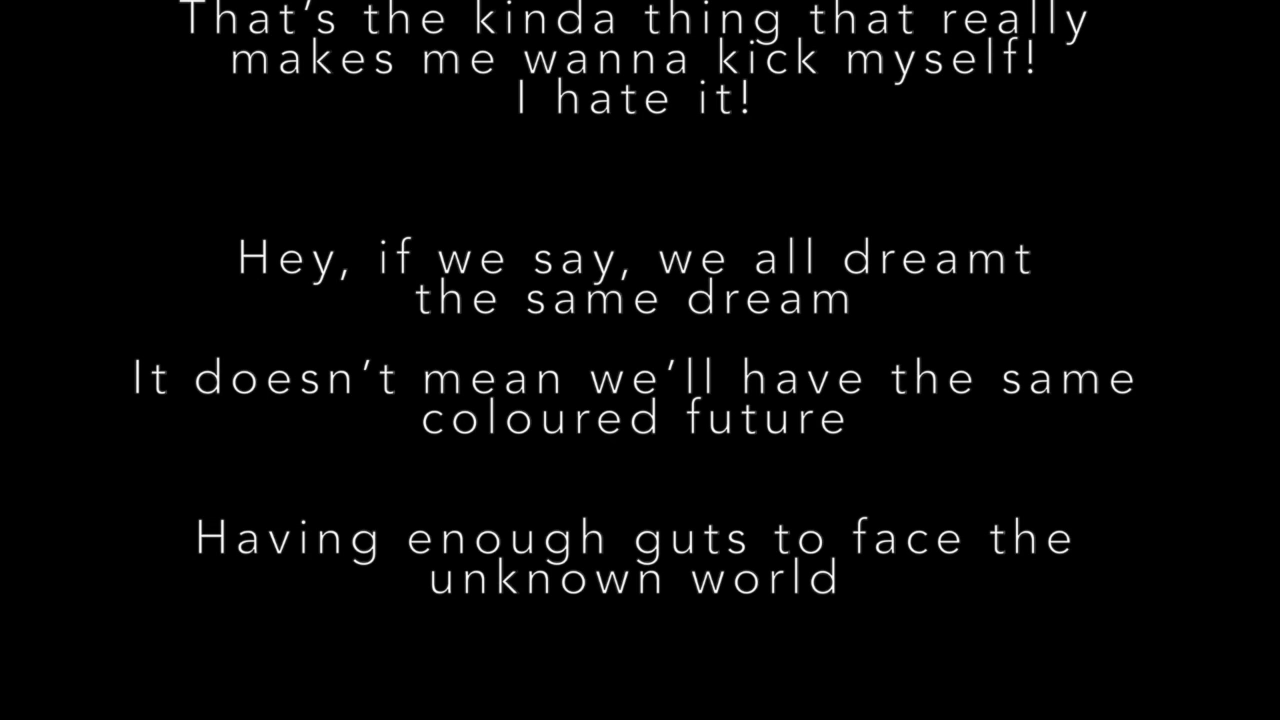 That’s the kinda thing that really
makes me wanna kick myself!
I hate it!
Hey, if we say, we all dreamt
the same dream
It doesn’t mean we’ll have the same
coloured future
Having enough guts to face the
unknown world